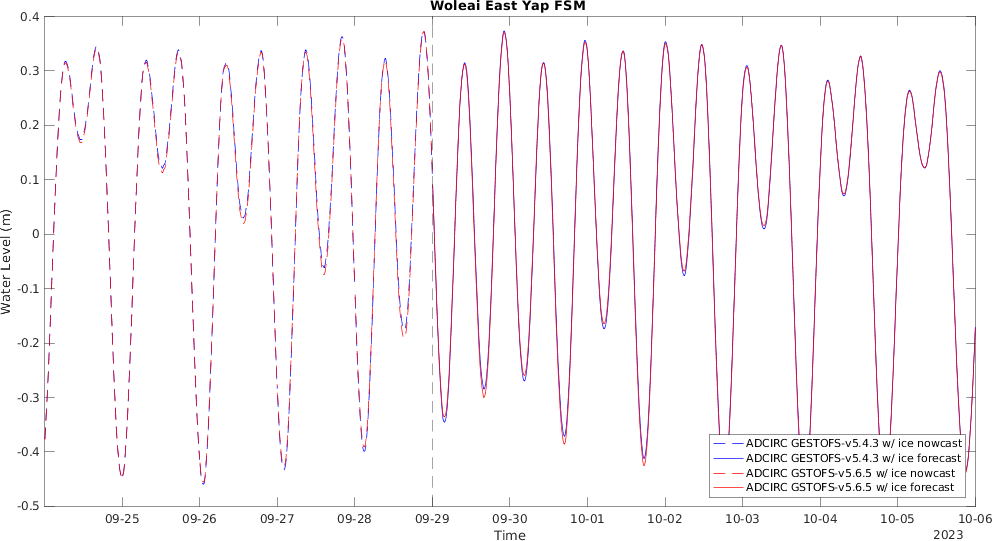 Woleai East Yap FSM
0.4
0.3
0.2
0.1
0
-0.1
-0.2
-0.3
-0.4
-0.5
Water Level (m)
ADCIRC GESTOFS-v5.4.3 w/ ice nowcast
ADCIRC GESTOFS-v5.4.3 w/ ice forecast
ADCIRC GSTOFS-v5.6.5 w/ ice nowcast
ADCIRC GSTOFS-v5.6.5 w/ ice forecast
09-25 09-26 09-27 09-28 09-29 09-30 10-01 10-02 10-03 10-04 10-05 10-06
Time 2023